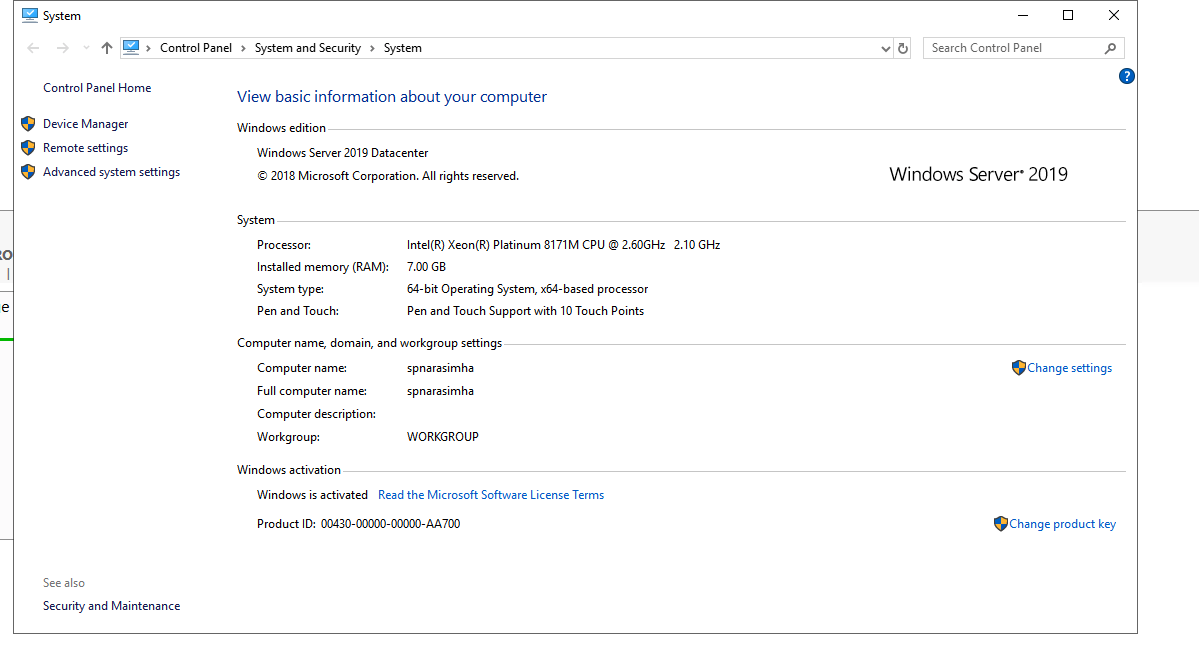 System
Control Panel > System and Security > System
Search Control Panel
?
Control Panel Home
Device Manager
Remote settings
Advanced system settings
View basic information about your computer
Windows edition
Windows Server 2019 Datacenter
© 2018 Microsoft Corporation. All rights reserved.
Windows Server® 2019
System
Processor: Intel(R) Xeon(R) Platinum 8171M CPU @ 2.60GHz 2.10 GHz
Installed memory (RAM): 7.00 GB
System type: 64-bit Operating System, x64-based processor
Pen and Touch: Pen and Touch Support with 10 Touch Points
Computer name, domain, and workgroup settings
Computer name: spnarasimha
Change settings
Full computer name: spnarasimha
Computer description:
Workgroup: WORKGROUP
Windows activation
Windows is activated Read the Microsoft Software License Terms
Product ID: 00430-00000-00000-AA700
Change product key
See also
Security and Maintenance